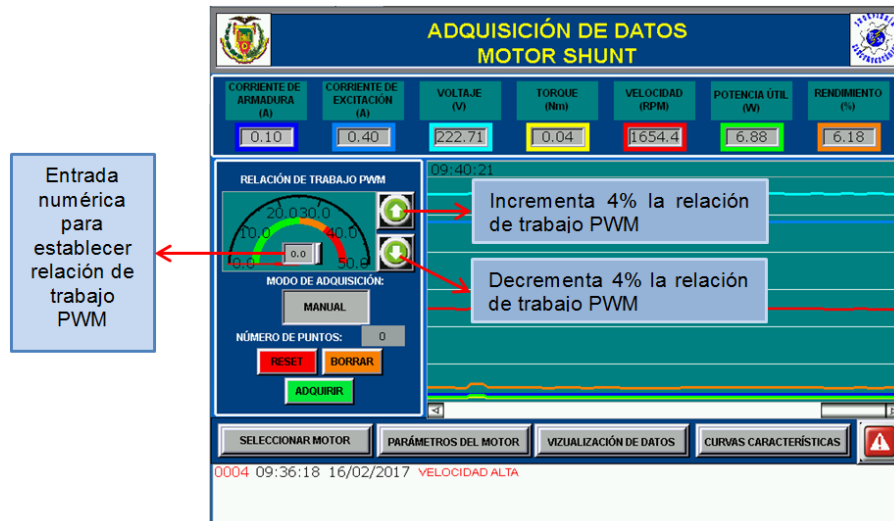 ADQUISICIÓN DE DATOS
MOTOR SHUNT
CORRIENTE DE
ARMADURA
(A)
0.10
CORRIENTE DE
EXCITACIÓN
(A)
0.40
VOLTAJE
(V)
222.71
TORQUE
(Nm)
0.04
VELOCIDAD
(RPM)
1654.4
POTENCIA ÚTIL
(W)
6.88
RENDIMIENTO
(%)
6.18
Entrada
numérica
para
establecer
relación de
trabajo
PWM
RELACIÓN DE TRABAJO PWM
0.0
10.0
20.0
30.0
40.0
50.0
0.0
MODO DE ADQUISICIÓN:
MANUAL
NÚMERO DE PUNTOS: 0
RESET
BORRAR
ADQUIRIR
09:40:21
Incrementa 4% la relación
de trabajo PWM
Decrementa 4% la relación
de trabajo PWM
SELECCIONAR MOTOR
PARÁMETROS DEL MOTOR
VIZUALIZACIÓN DE DATOS
CURVAS CARACTERÍSTICAS
0004 09:36:18 16/02/2017 VELOCIDAD ALTA